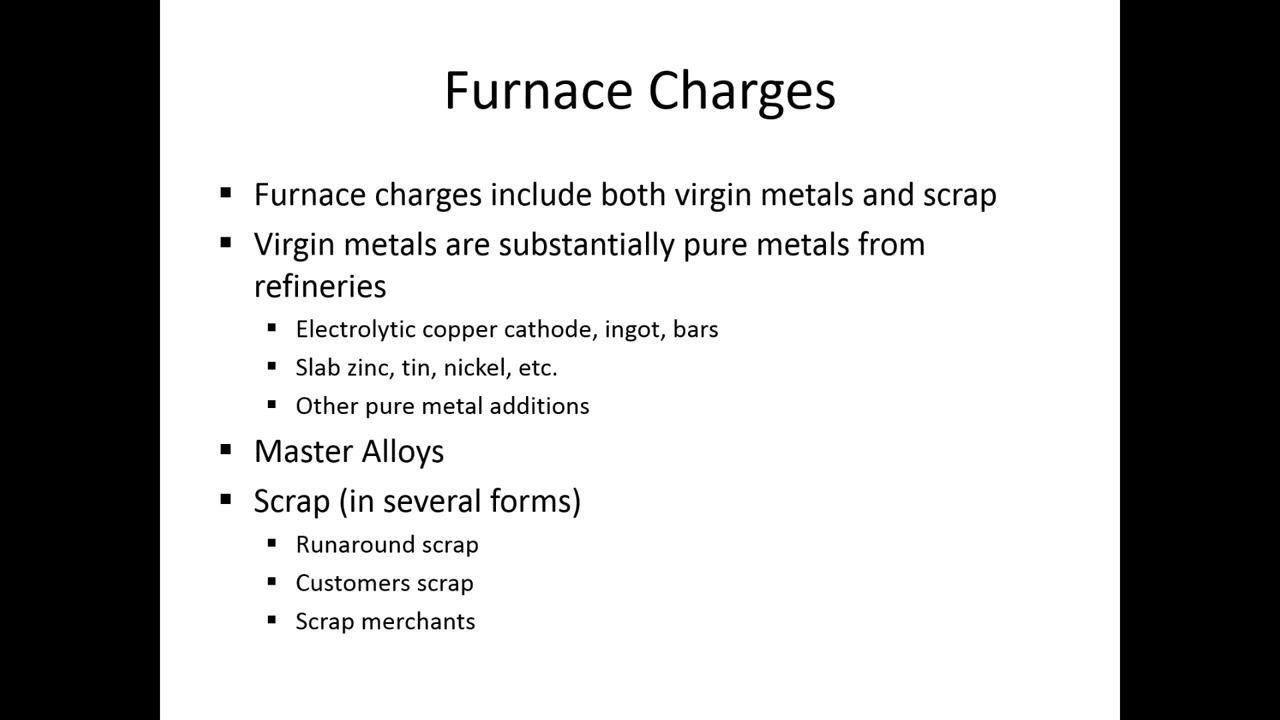 Furnace Charges
▪ Furnace charges include both virgin metals and scrap
▪ Virgin metals are substantially pure metals from
refineries
▪ Electrolytic copper cathode, ingot, bars
▪ Slab zinc, tin, nickel, etc.
▪ Other pure metal additions
▪ Master Alloys
▪ Scrap (in several forms)
▪ Runaround scrap
▪ Customers scrap
▪ Scrap merchants